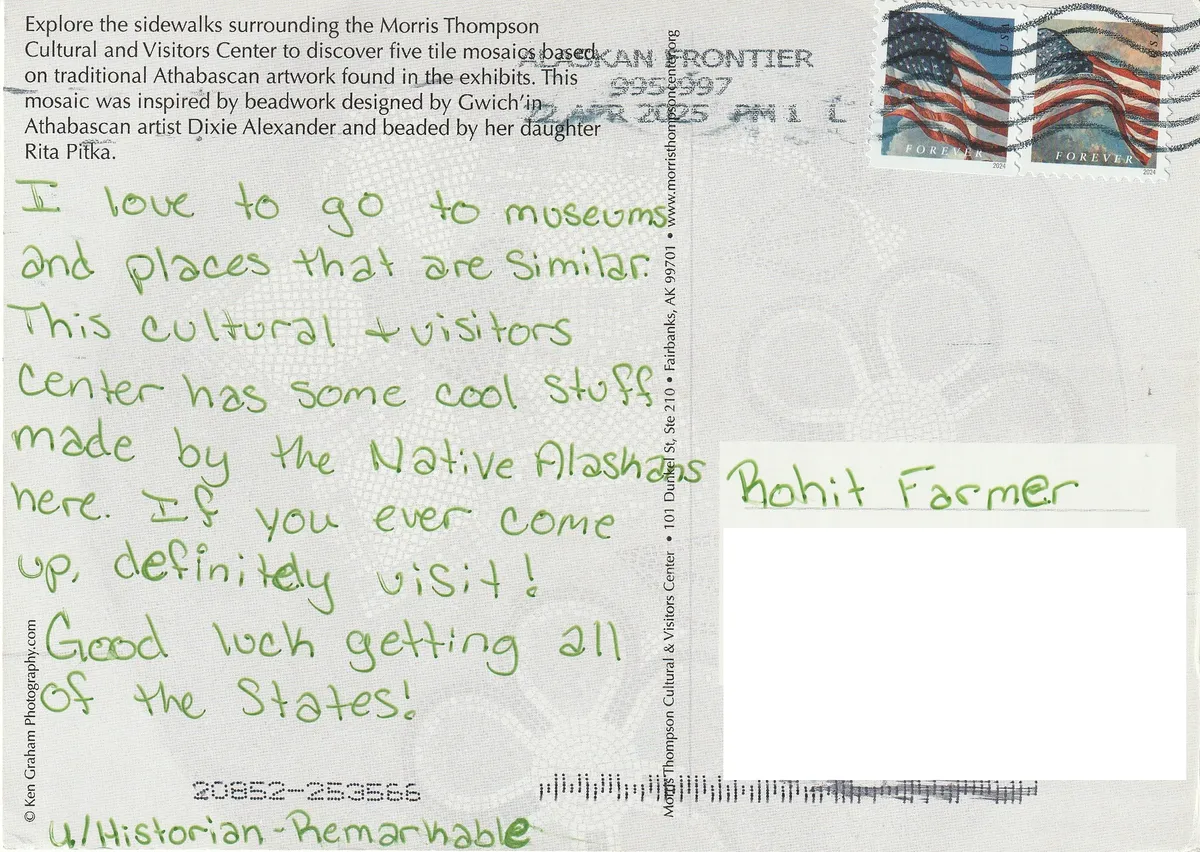 Explore the sidewalks surrounding the Morris Thompson
Cultural and Visitors Center to discover five tile mosaics based
on traditional Athabascan artwork found in the exhibits. This
mosaic was inspired by beadwork designed by Gwich'in
Athabascan artist Dixie Alexander and beaded by her daughter
Rita Pitka.
ALASKAN FRONTIER
995 997
12 APR 2025 PM 1 L
USA
FOREVER
2024
USA
FOREVER
2024
I love to go to museums
and places that are similar.
This cultural + visitors
center has some cool stuff
made by the Native Alaskans
here. If you ever come
up, definitely visit!
Good luck getting all
of the States!
u/Historian-Remarkable
© Ken Graham Photography.com
Morris Thompson Cultural & Visitors Center • 101 Dunkel St, Ste 210 • Fairbanks, AK 99701 • www.morristhompsoncenter.org
Rohit Farmer
20852-253566